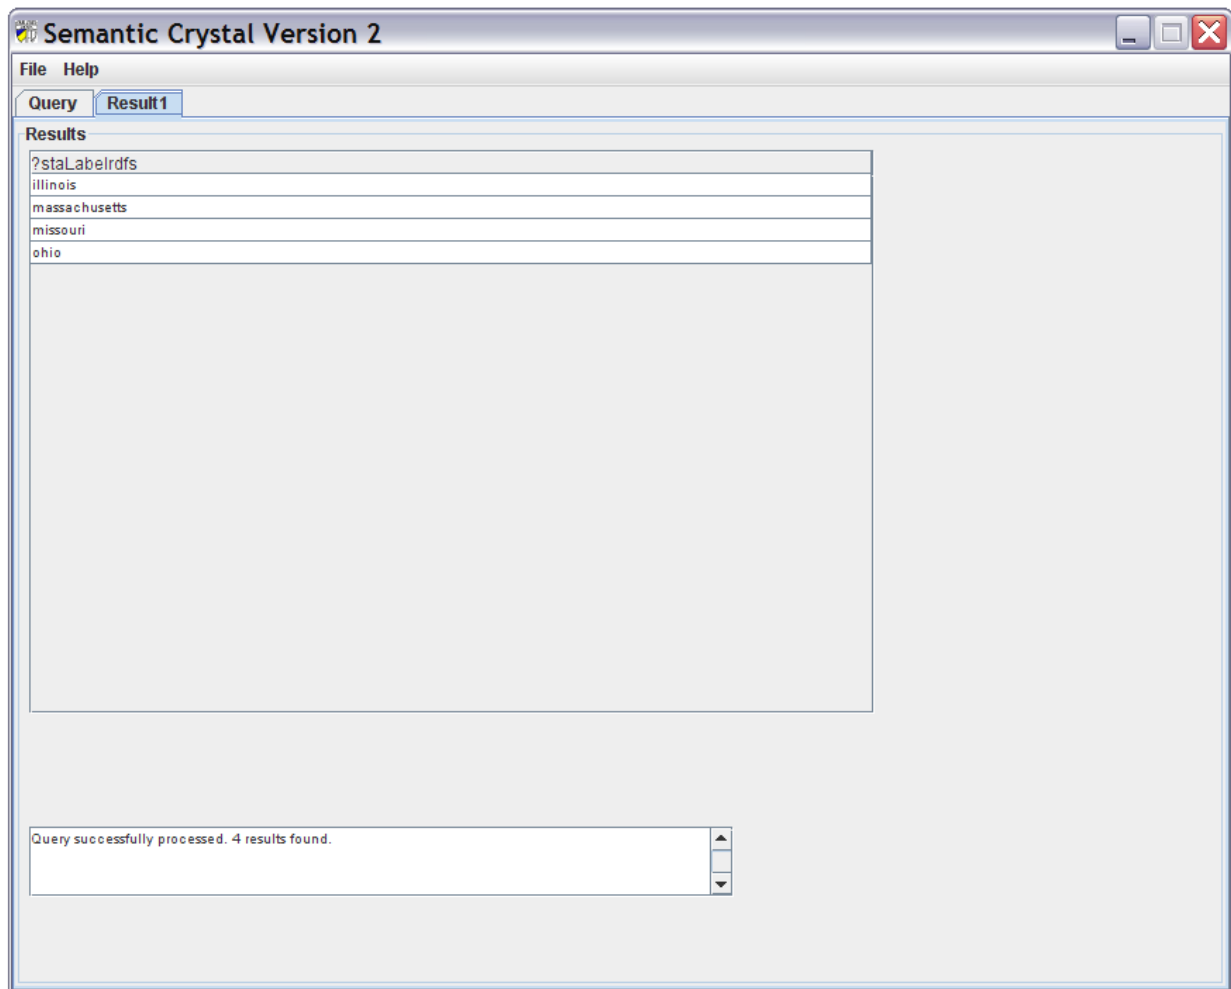 Semantic Crystal Version 2
File Help
Query Result1
Results
?staLabelrdfs
illinois
massachusetts
missouri
ohio
Query successfully processed. 4 results found.